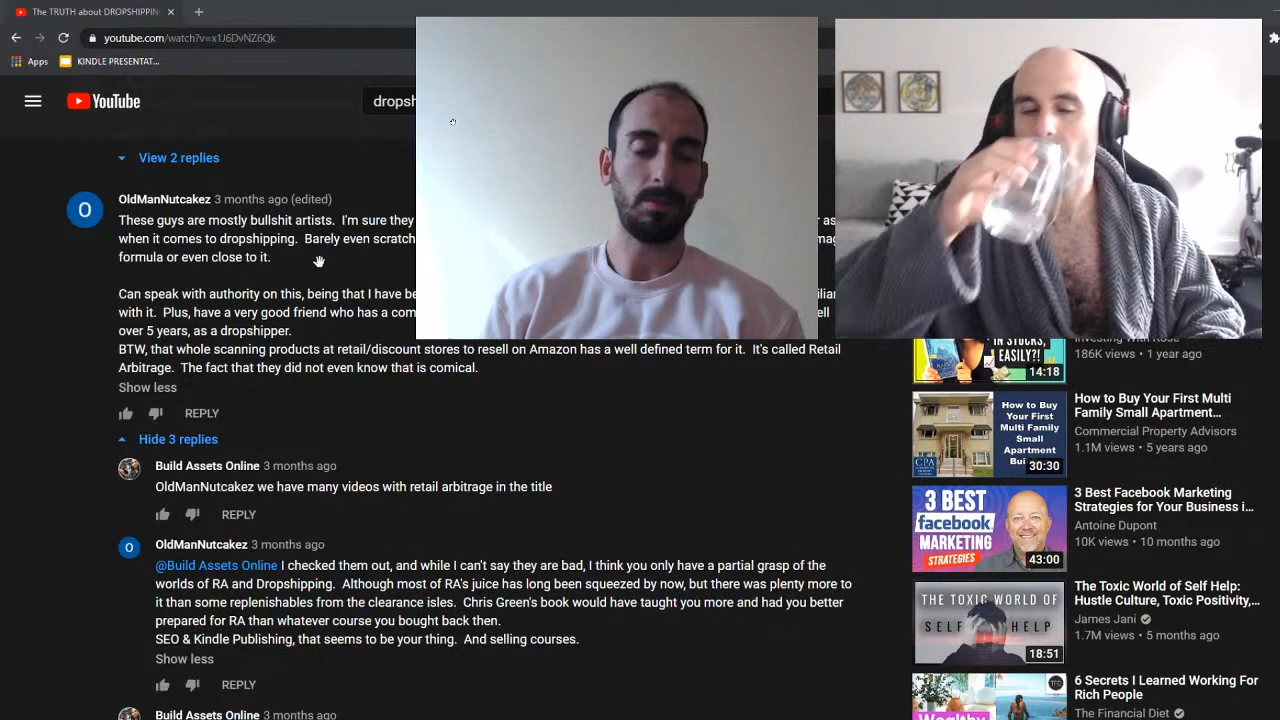 The TRUTH about DROPSHIPPIN
youtube.com/watch?v=x1J6DvNZ6Qk
Apps
KINDLE PRESENTAT...
YouTube
dropsh
View 2 replies
O
OldManNutcakez 3 months ago (edited)
These guys are mostly bullshit artists. I'm sure they
when it comes to dropshipping. Barely even scratch
formula or even close to it.
Can speak with authority on this, being that I have be
with it. Plus, have a very good friend who has a com
over 5 years, as a dropshipper.
BTW, that whole scanning products at retail/discount stores to resell on Amazon has a well defined term for it. It's called Retail
Arbitrage. The fact that they did not even know that is comical.
Show less
REPLY
Hide 3 replies
Build Assets Online 3 months ago
OldManNutcakez we have many videos with retail arbitrage in the title
REPLY
O
OldManNutcakez 3 months ago
@Build Assets Online I checked them out, and while I can't say they are bad, I think you only have a partial grasp of the
worlds of RA and Dropshipping. Although most of RA's juice has long been squeezed by now, but there was plenty more to
it than some replenishables from the clearance isles. Chris Green's book would have taught you more and had you better
prepared for RA than whatever course you bought back then.
SEO & Kindle Publishing, that seems to be your thing. And selling courses.
Show less
REPLY
Build Assets Online 3 months ago
IN STOCKS,
EASILY?!
14:18
186K views • 1 year ago
How to
Buy Your
First Multi
Family
Small
Apartment
CPA
30:30
How to Buy Your First Multi
Family Small Apartment...
Commercial Property Advisors
1.1M views • 5 years ago
3 BEST
facebook
MARKETING
STRATEGIES
43:00
3 Best Facebook Marketing
Strategies for Your Business i...
Antoine Dupont
10K views • 10 months ago
THE TOXIC WORLD OF
SELF HELP
18:51
The Toxic World of Self Help:
Hustle Culture, Toxic Positivity,...
James Jani
1.7M views • 5 months ago
TFD
Wealthy
6 Secrets I Learned Working For
Rich People
The Financial Diet